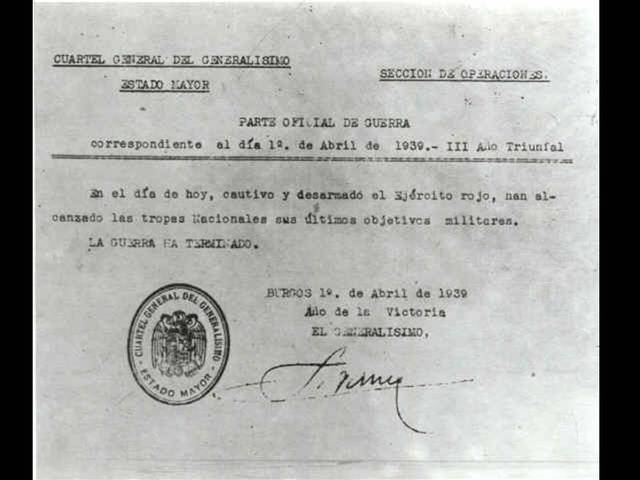 CUARTEL GENERAL DEL GENERALISIMO
ESTADO MAYOR
SECCION DE OPERACIONES.
PARTE OFICIAL DE GUERRA
correspondiente al día 1º. de Abril de 1939.- III Año Triunfal
En el día de hoy, cautivo y desarmado el Ejército rojo, han al-
canzado las tropas Nacionales sus últimos objetivos militares.
LA GUERRA HA TERMINADO.
BURGOS 1º. de Abril de 1939
Año de la Victoria
EL GENERALISIMO,
CUARTEL GENERAL DEL GENERALISIMO
ESTADO MAYOR